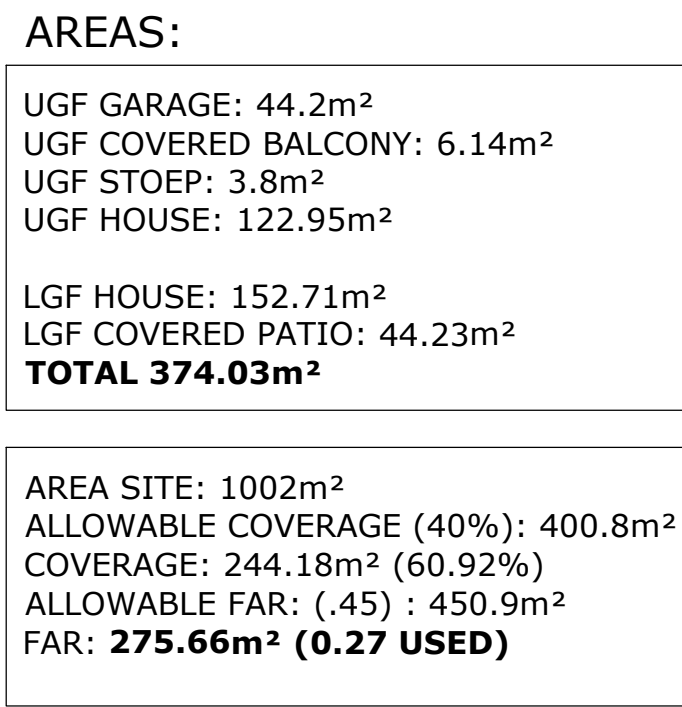 AREAS:
UGF GARAGE: 44.2m²
UGF COVERED BALCONY: 6.14m²
UGF STOEP: 3.8m²
UGF HOUSE: 122.95m²
LGF HOUSE: 152.71m²
LGF COVERED PATIO: 44.23m²
TOTAL 374.03m²
AREA SITE: 1002m²
ALLOWABLE COVERAGE (40%): 400.8m²
COVERAGE: 244.18m² (60.92%)
ALLOWABLE FAR: (.45) : 450.9m²
FAR: 275.66m² (0.27 USED)